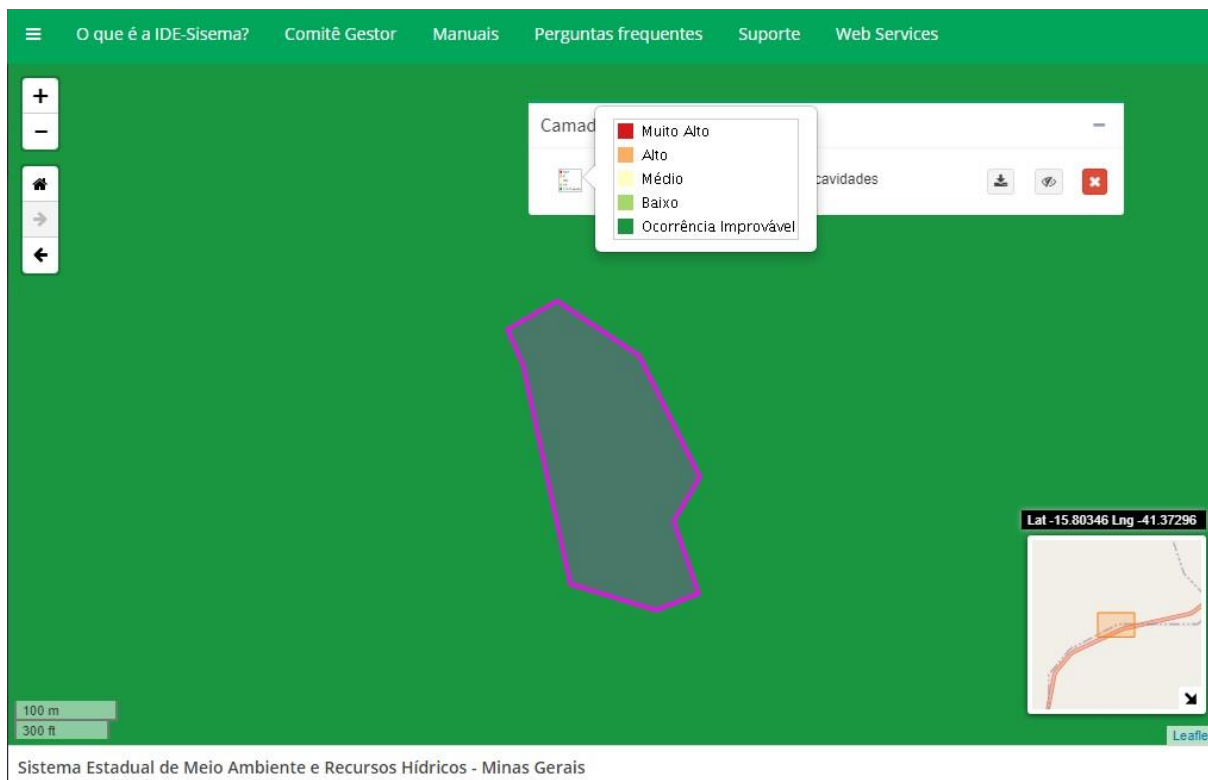 O que é a IDE-Sisema? Comitê Gestor Manuais Perguntas frequentes Suporte Web Services
+
−
Camad
cavidades
Muito Alto
Alto
Médio
Baixo
Ocorrência Improvável
Lat -15.80346 Lng -41.37296
100 m
300 ft
Leafle
Sistema Estadual de Meio Ambiente e Recursos Hídricos - Minas Gerais